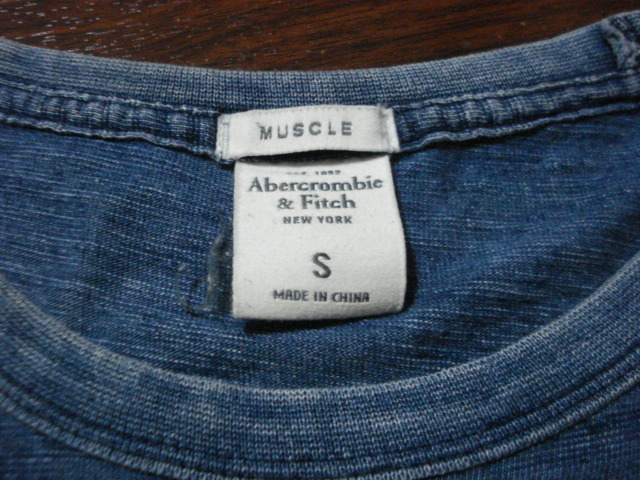 MUSCLE
Abercrombie
& Fitch
NEW YORK
S
MADE IN CHINA